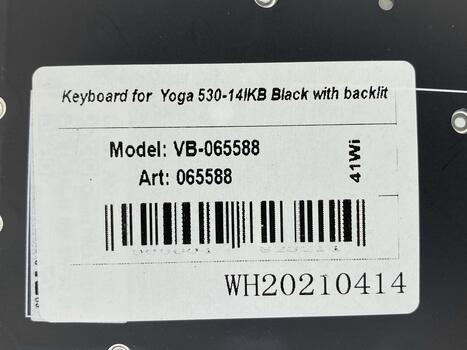 Keyboard for Yoga 530-14IKB Black with backlit
Model: VB-065588
Art: 065588
41Wi
WH20210414